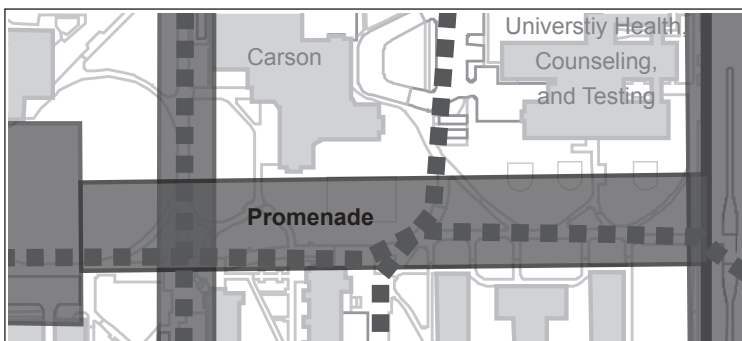 Universtiy Health,
Counseling,
and Testing
Carson
Promenade